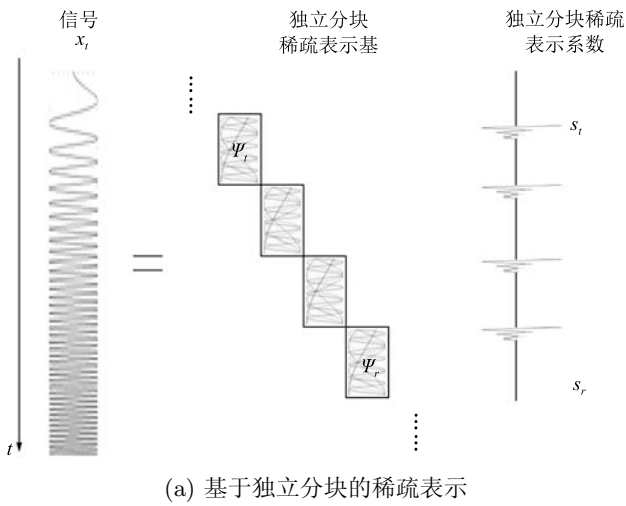 信号
x_t
独立分块
稀疏表示基
独立分块稀疏
表示系数
Ψ_t
s_t
=
Ψ_r
s_r
t
(a) 基于独立分块的稀疏表示